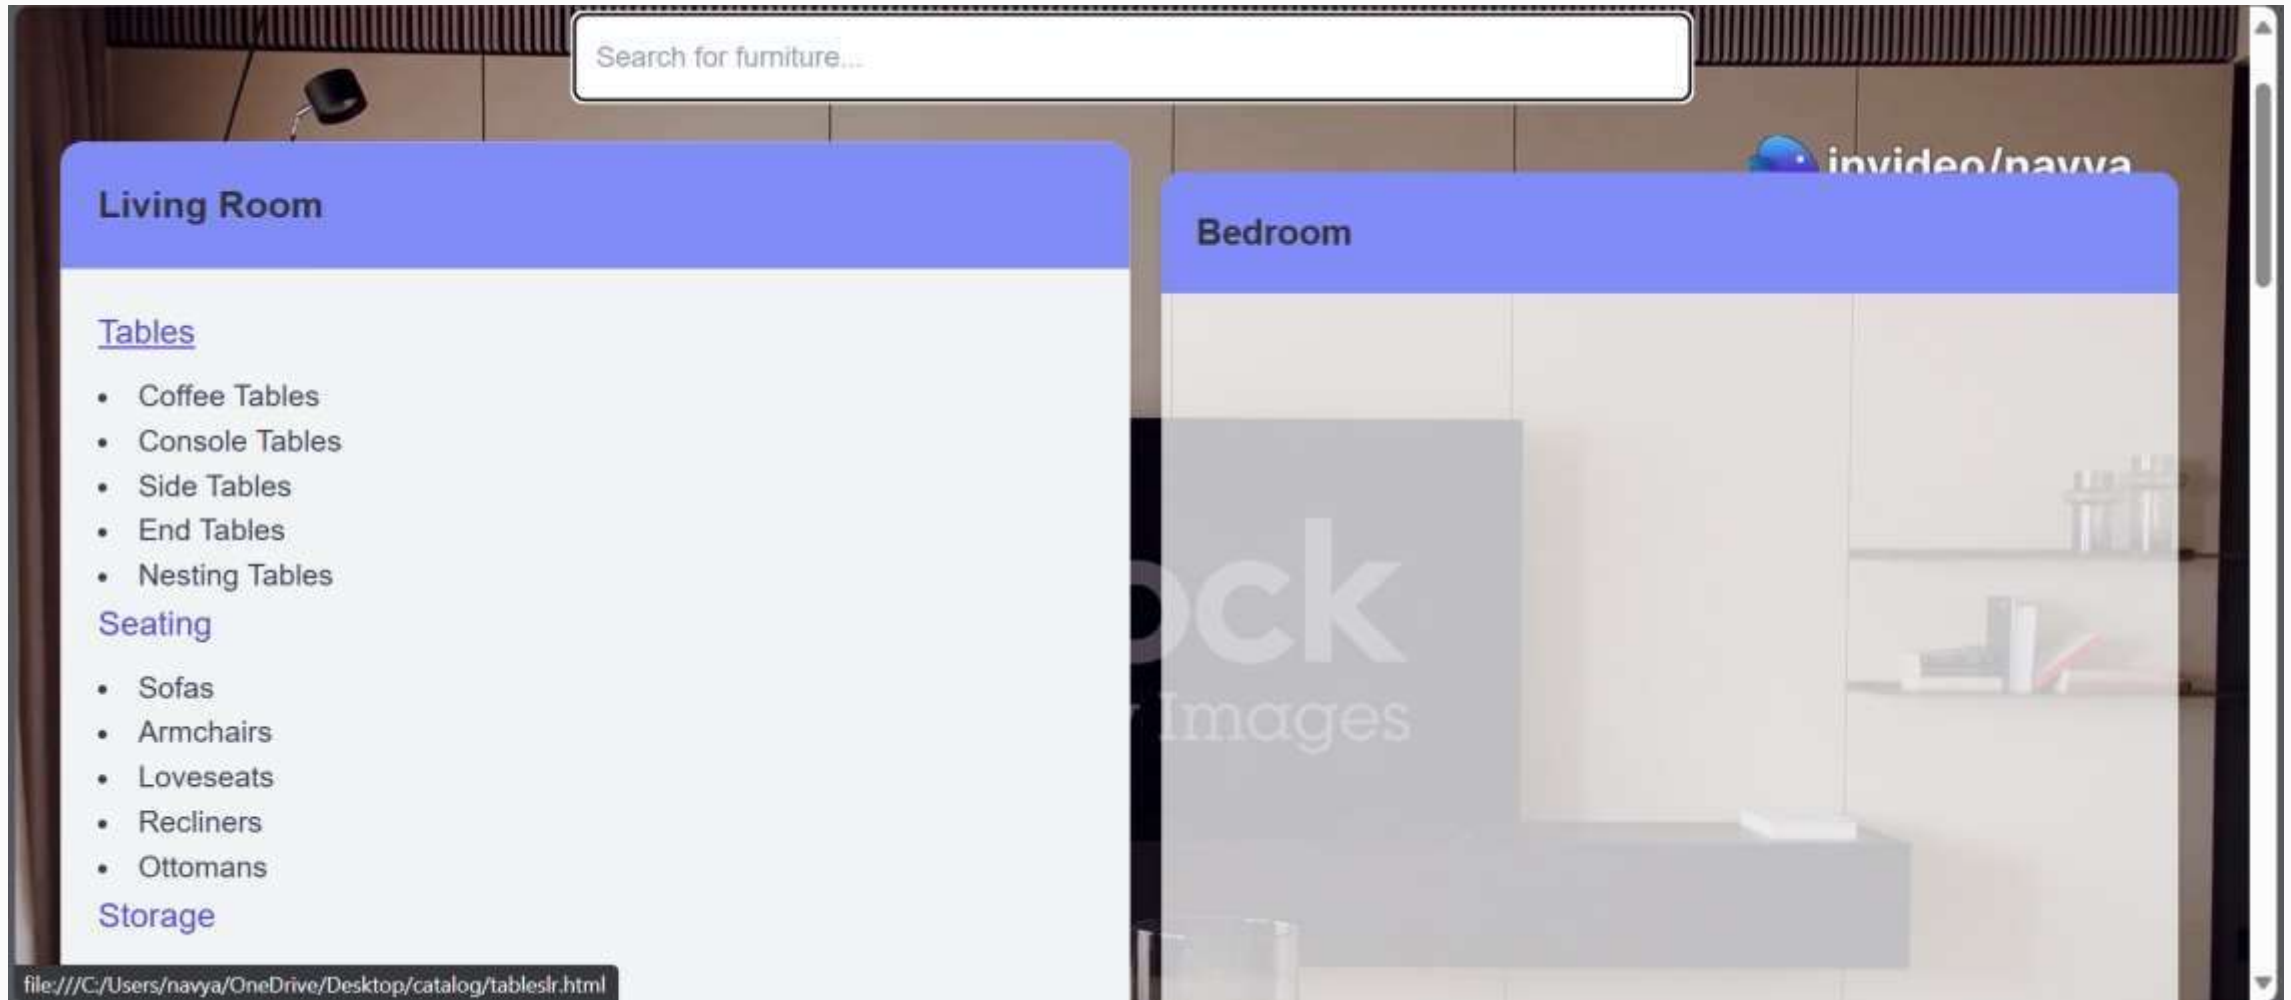 Search for furniture...
invideo/navya
Living Room
Bedroom
Tables
Coffee Tables
Console Tables
Side Tables
End Tables
Nesting Tables
Seating
Sofas
Armchairs
Loveseats
Recliners
Ottomans
Storage
ock
Images
file:///C:/Users/navya/OneDrive/Desktop/catalog/tableslr.html